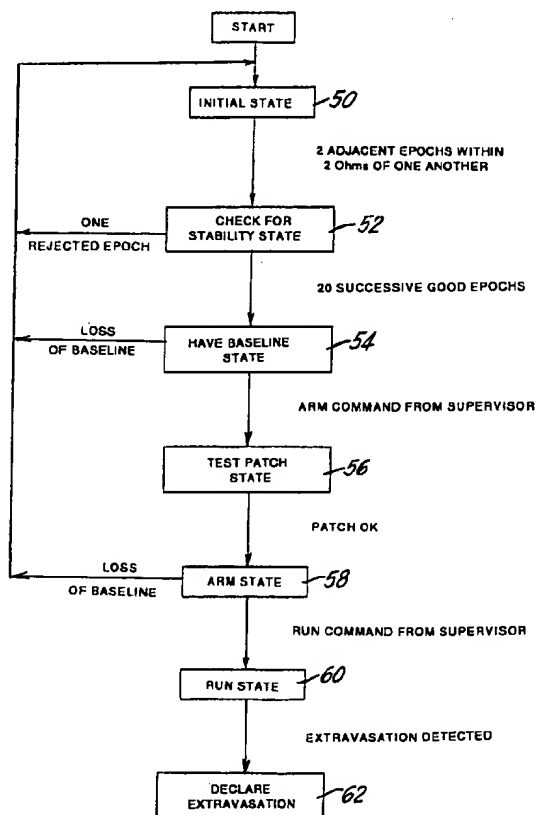 START
INITIAL STATE
50
2 ADJACENT EPOCHS WITHIN
2 Ohms OF ONE ANOTHER
CHECK FOR
STABILITY STATE
52
ONE
REJECTED EPOCH
20 SUCCESSIVE GOOD EPOCHS
HAVE BASELINE
STATE
54
LOSS
OF BASELINE
ARM COMMAND FROM SUPERVISOR
TEST PATCH
STATE
56
PATCH OK
ARM STATE
58
LOSS
OF BASELINE
RUN COMMAND FROM SUPERVISOR
RUN STATE
60
EXTRAVASATION DETECTED
DECLARE
EXTRAVASATION
62